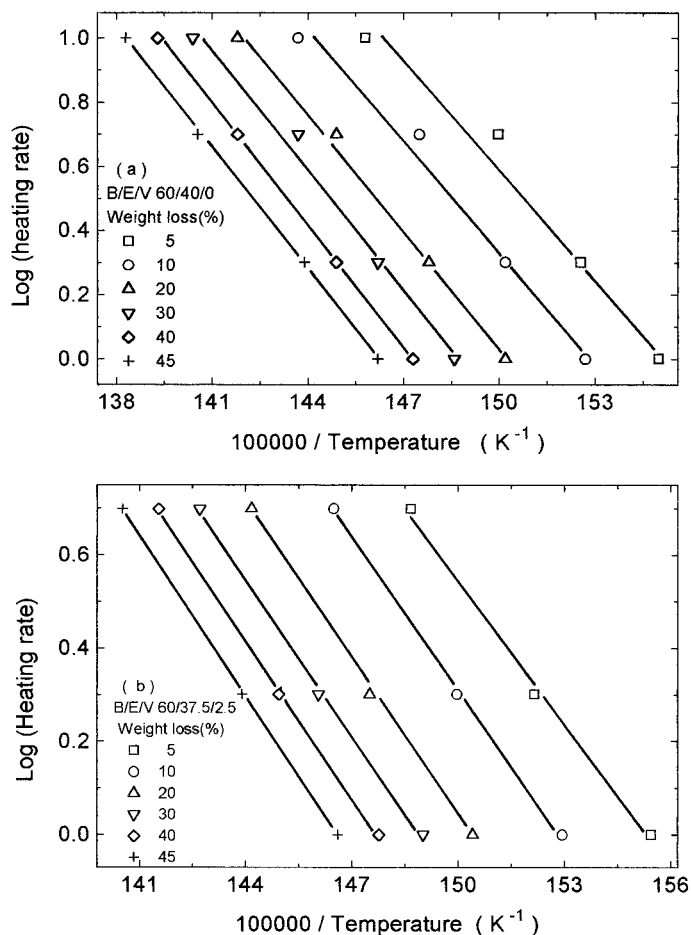 1.0
0.8
0.6
0.4
0.2
0.0
Log (heating rate)
( a )
B/E/V 60/40/0
Weight loss(%)
5
10
20
30
40
45
138 141 144 147 150 153
100000 / Temperature ( K⁻¹ )
0.6
0.4
0.2
0.0
Log (Heating rate)
( b )
B/E/V 60/37.5/2.5
Weight loss(%)
5
10
20
30
40
45
141 144 147 150 153 156
100000 / Temperature ( K⁻¹ )